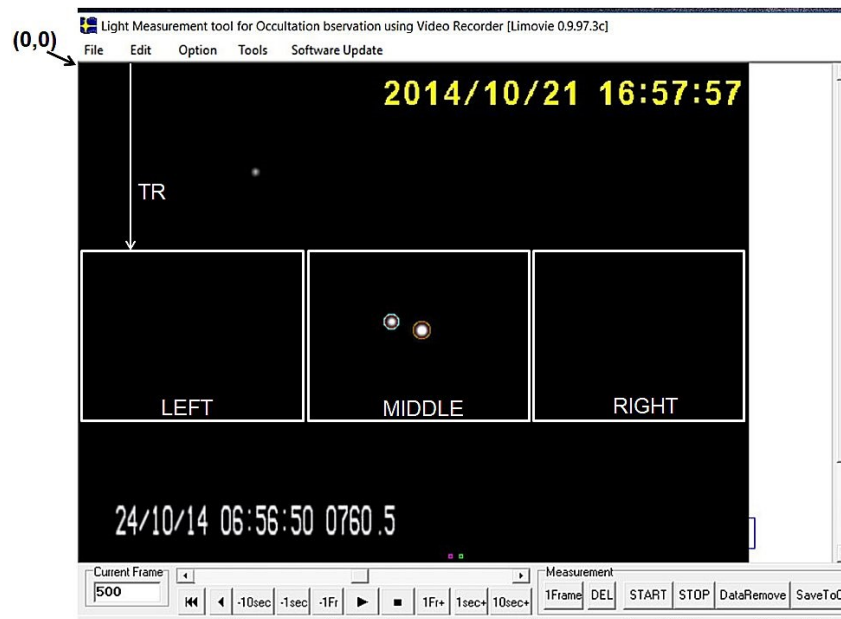 Light Measurement tool for Occultation bservation using Video Recorder [Limovie 0.9.97.3c]
(0,0)
File Edit Option Tools Software Update
2014/10/21 16:57:57
TR
LEFT MIDDLE RIGHT
24/10/14 06:56:50 0760.5
Current Frame Measurement
500
-10sec -1sec -1Fr 1Fr+ 1sec+ 10sec+ 1Frame DEL START STOP DataRemove SaveToC